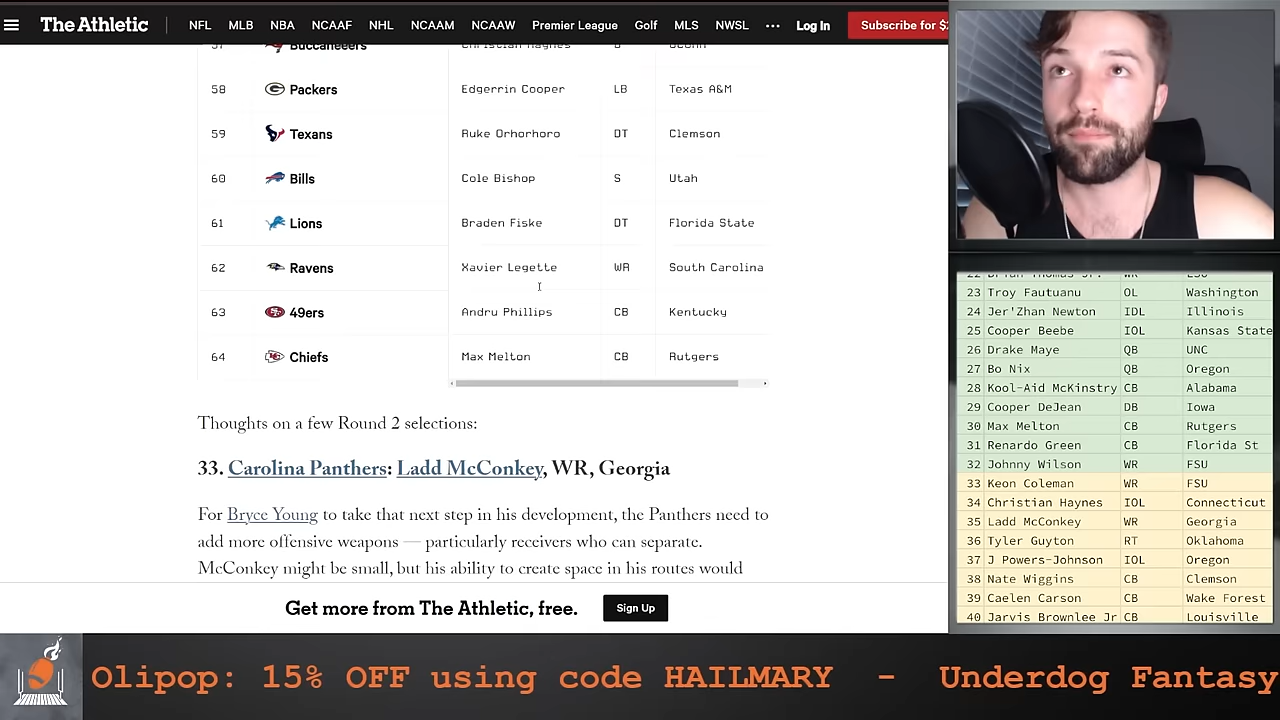 The Athletic NFL MLB NBA NCAAF NHL NCAAM NCAAW Premier League Golf MLS NWSL ••• Log In Subscribe for $2
57 Buccaneers Christian Haynes G UConn
58 Packers Edgerrin Cooper LB Texas A&M
59 Texans Ruke Orhorhoro DT Clemson
60 Bills Cole Bishop S Utah
61 Lions Braden Fiske DT Florida State
62 Ravens Xavier Legette WR South Carolina
63 49ers Andru Phillips CB Kentucky
64 Chiefs Max Melton CB Rutgers
Thoughts on a few Round 2 selections:
33. Carolina Panthers: Ladd McConkey, WR, Georgia
For Bryce Young to take that next step in his development, the Panthers need to
add more offensive weapons — particularly receivers who can separate.
McConkey might be small, but his ability to create space in his routes would
Get more from The Athletic, free. Sign Up
22 Brian Thomas Jr. WR LSU
23 Troy Fautuanu OL Washington
24 Jer'Zhan Newton IDL Illinois
25 Cooper Beebe IOL Kansas State
26 Drake Maye QB UNC
27 Bo Nix QB Oregon
28 Kool-Aid McKinstry CB Alabama
29 Cooper DeJean DB Iowa
30 Max Melton CB Rutgers
31 Renardo Green CB Florida St
32 Johnny Wilson WR FSU
33 Keon Coleman WR FSU
34 Christian Haynes IOL Connecticut
35 Ladd McConkey WR Georgia
36 Tyler Guyton RT Oklahoma
37 J Powers-Johnson IOL Oregon
38 Nate Wiggins CB Clemson
39 Caelen Carson CB Wake Forest
40 Jarvis Brownlee Jr CB Louisville
Olipop: 15% OFF using code HAILMARY - Underdog Fantasy